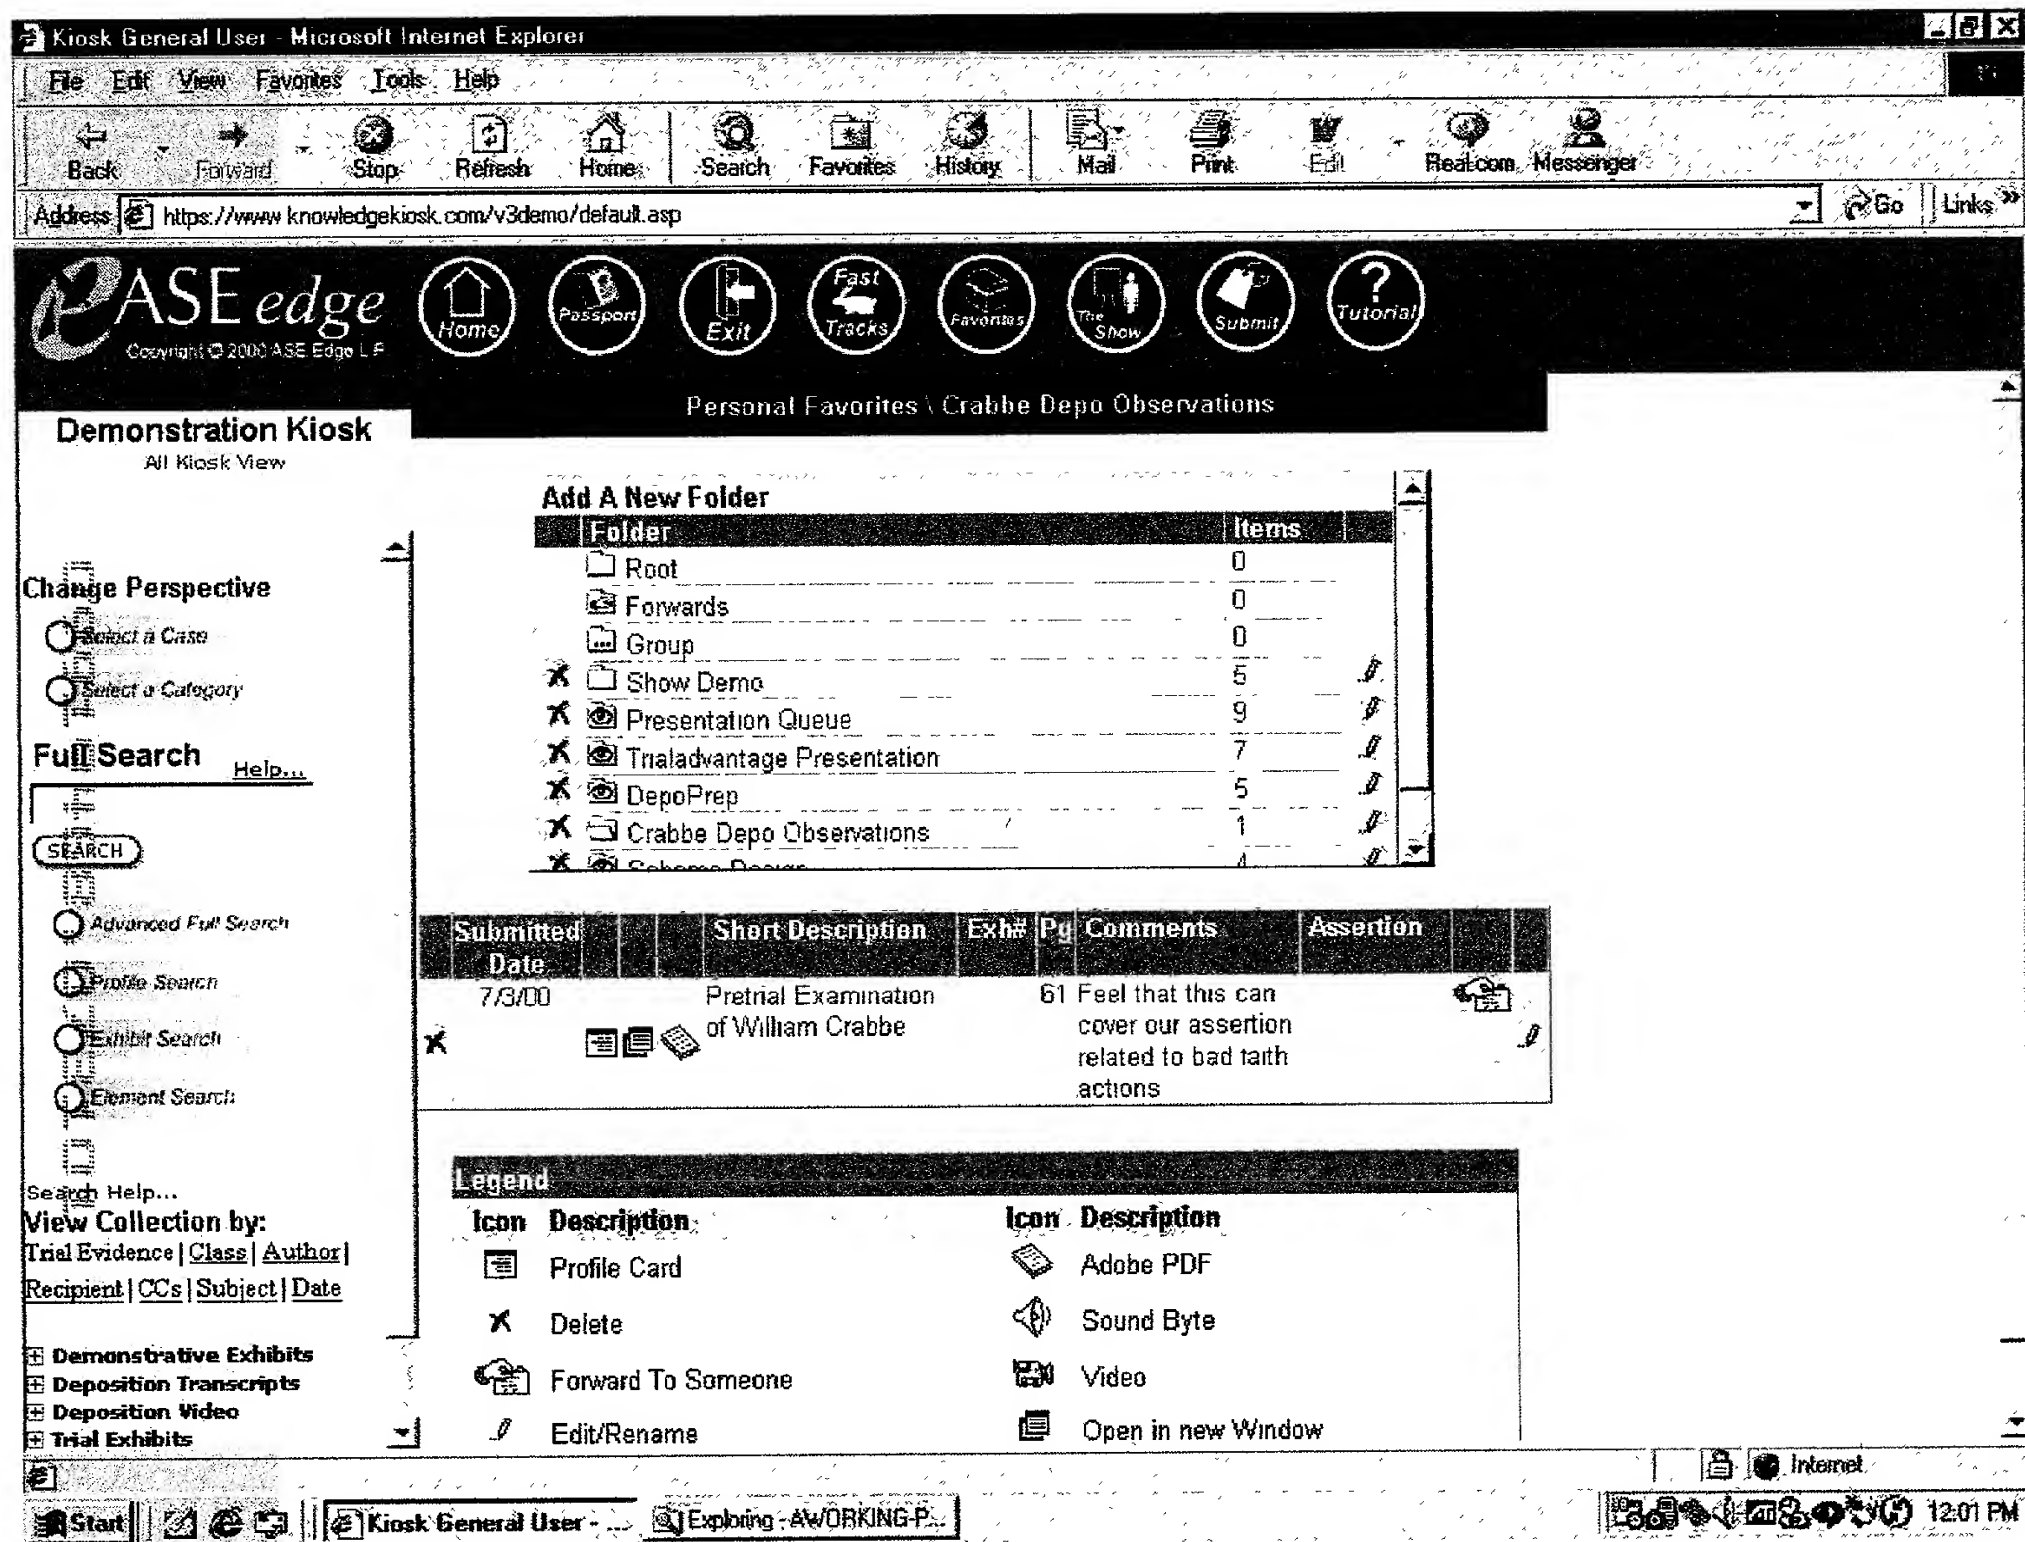 Kiosk General User - Microsoft Internet Explorer
File Edit View Favorites Tools Help
Back Forward Stop Refresh Home Search Favorites History Mail Print Edit Real.com Messenger
Address https://www knowledgekiosk.com/v3demo/default.asp Go Links »
ASE edge
Copyright © 2000 ASE Edge L P
Home Passport Exit Fast Tracks Favorites The Show Submit ? Tutorial
Personal Favorites \ Crabbe Depo Observations
Demonstration Kiosk
All Kiosk View
Change Perspective
Select a Case
Select a Category
Full Search Help...
SEARCH
Advanced Full Search
Profile Search
Exhibit Search
Element Search
Search Help...
View Collection by:
Trial Evidence | Class | Author |
Recipient | CCs | Subject | Date
Demonstrative Exhibits
Deposition Transcripts
Deposition Video
Trial Exhibits
Add A New Folder
Folder Items
Root 0
Forwards 0
Group 0
Show Demo 5
Presentation Queue 9
Trialadvantage Presentation 7
DepoPrep 5
Crabbe Depo Observations 1
4
Submitted Date Short Description Exh# Pg Comments Assertion
7/3/00 Pretrial Examination 61 Feel that this can
of William Crabbe cover our assertion
related to bad faith
actions
Legend
Icon Description Icon Description
Profile Card Adobe PDF
Delete Sound Byte
Forward To Someone Video
Edit/Rename Open in new Window
Internet
Start Kiosk General User - ... Exploring - AWORKING-P... 12:01 PM